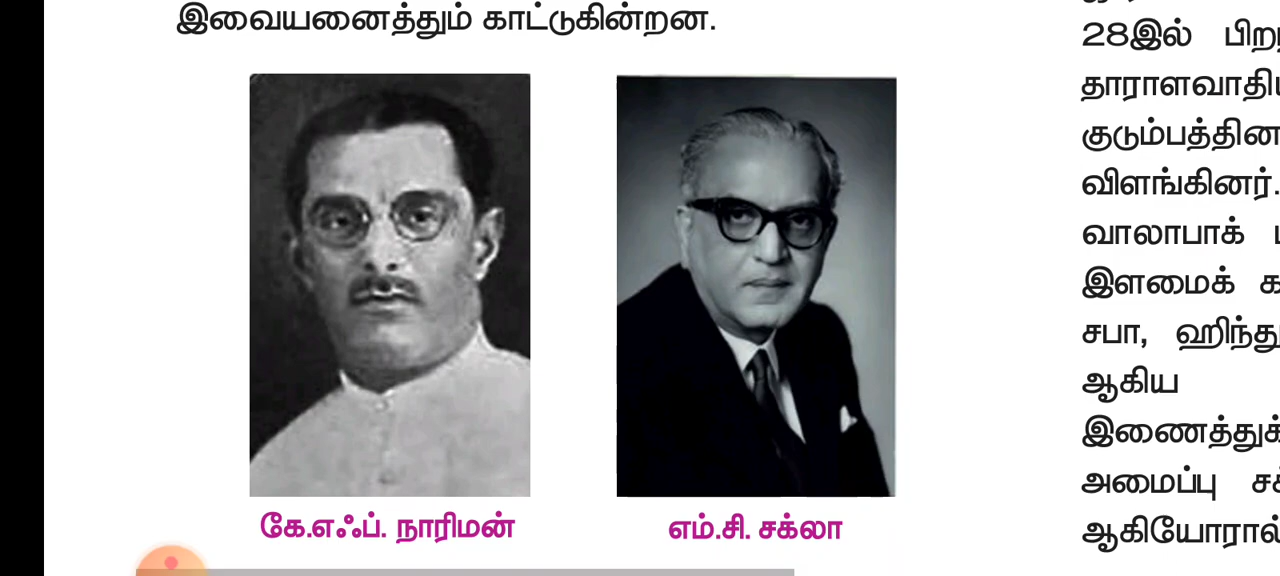 இவையனைத்தும் காட்டுகின்றன.
கே.எஃப். நாரிமன்
எம்.சி. சக்லா
28இல்
தாராளவாதி
குடும்பத்தின
விளங்கினர்.
வாலாபாக்
இளமைக்
சபா, ஹிந்து
ஆகிய
இணைத்துக்
அமைப்பு
ஆகியோரால்